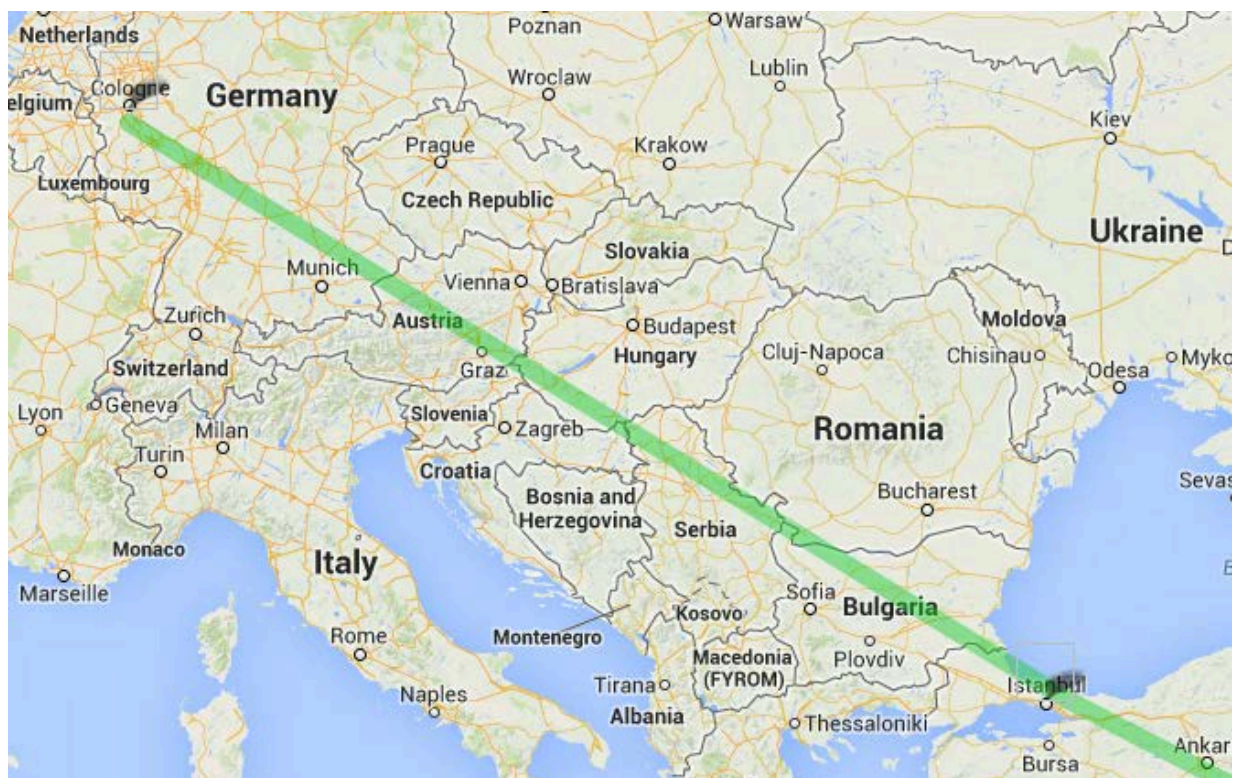 Warsaw
Netherlands
Poznan
Lublin
Cologne
Wroclaw
elgium
Germany
Kiev
Prague
Krakow
Luxembourg
Czech Republic
Ukraine
D
Slovakia
Munich
Vienna
Bratislava
Zurich
Austria
Budapest
Moldova
Hungary
Cluj-Napoca
Chisinau
Myko
Switzerland
Graz
Odesa
Geneva
Lyon
Slovenia
Milan
Zagreb
Romania
Turin
Croatia
Sevas
Bosnia and
Herzegovina
Bucharest
Serbia
Monaco
Italy
Marseille
Sofia
Bulgaria
Kosovo
Montenegro
Rome
Macedonia
(FYROM)
Plovdiv
Tirana
Istanbul
Naples
Albania
Thessaloniki
Ankar
Bursa